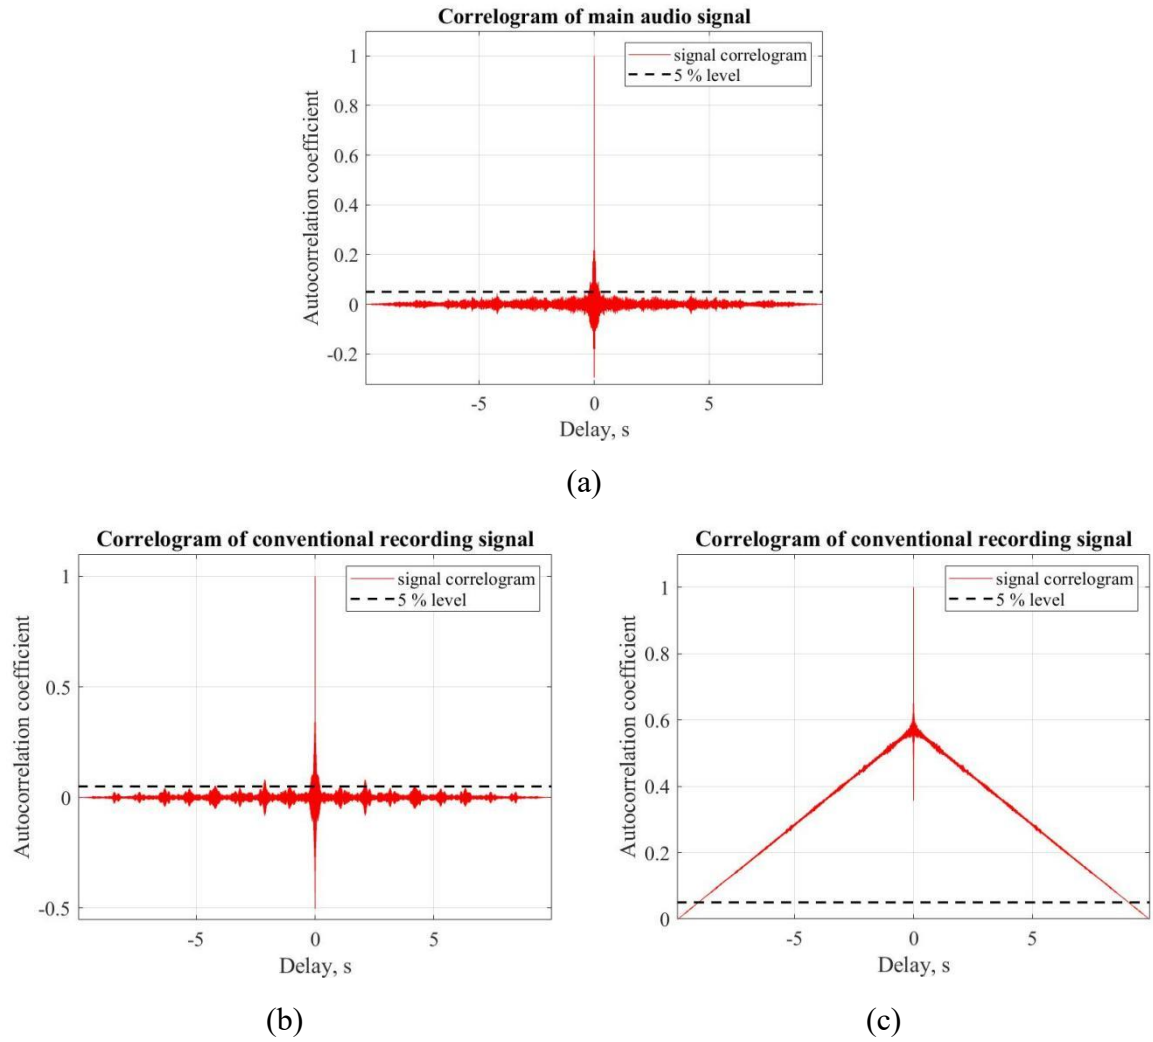 Correlogram of main audio signal
signal correlogram
5 % level
1
0.8
0.6
0.4
0.2
0
-0.2
Autocorrelation coefficient
-5
0
5
Delay, s
(a)
Correlogram of conventional recording signal
signal correlogram
5 % level
1
0.5
0
-0.5
Autocorrelation coefficient
-5
0
5
Delay, s
(b)
Correlogram of conventional recording signal
signal correlogram
5 % level
1
0.8
0.6
0.4
0.2
0
Autocorrelation coefficient
-5
0
5
Delay, s
(c)